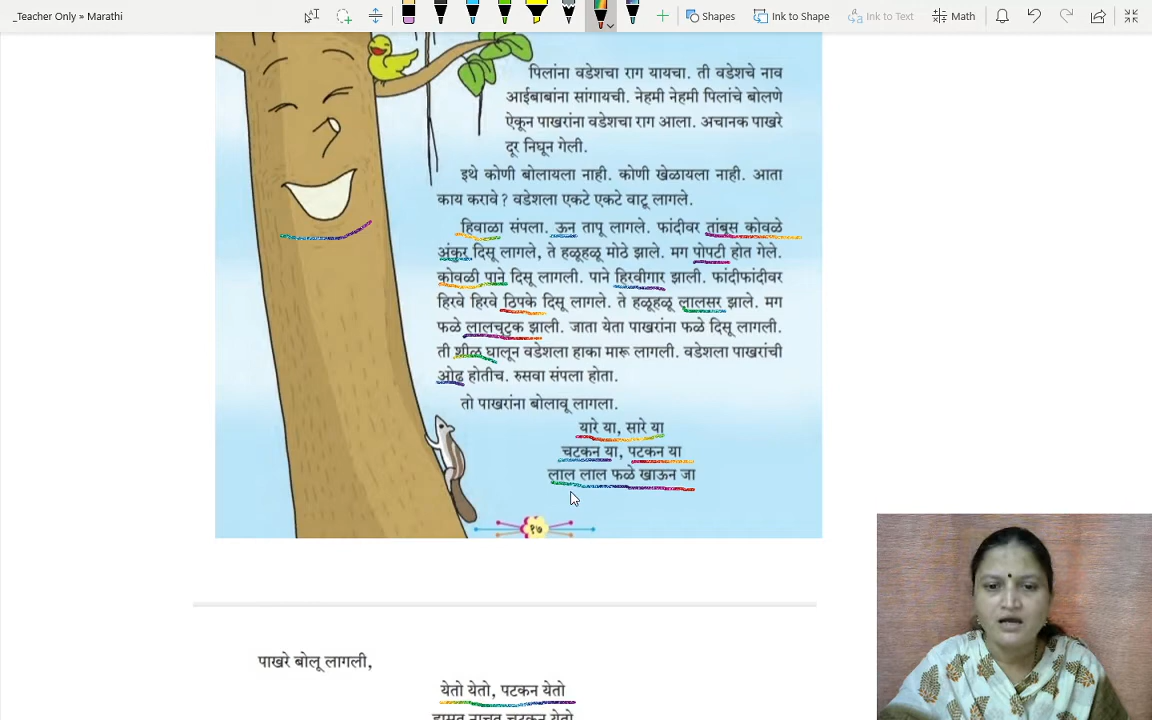 _Teacher Only » Marathi
Shapes
Ink to Shape
Ink to Text
Math
पिलांना वडेशचा राग यायचा. ती वडेशचे नाव
आईबाबांना सांगायची. नेहमी नेहमी पिलांचे बोलणे
ऐकून पाखरांना वडेशचा राग आला. अचानक पाखरे
दूर निघून गेली.
इथे कोणी बोलायला नाही. कोणी खेळायला नाही. आता
काय करावे? वडेशला एकटे एकटे वाटू लागले.
हिवाळा संपला. ऊन तापू लागले. फांदीवर तांबूस कोवळे
अंकुर दिसू लागले, ते हळूहळू मोठे झाले. मग पोपटी होत गेले.
कोवळी पाने दिसू लागली. पाने हिरवीगार झाली. फांदीफांदीवर
हिरवे हिरवे ठिपके दिसू लागले. ते हळूहळू लालसर झाले. मग
फळे लालचुटुक झाली. जाता येता पाखरांना फळे दिसू लागली.
ती शीळ घालून वडेशला हाका मारू लागली. वडेशला पाखरांची
ओढ होतीच. रुसवा संपला होता.
तो पाखरांना बोलावू लागला.
यारे या, सारे या
चटकन या, पटकन या
लाल लाल फळे खाऊन जा
१७
पाखरे बोलू लागली,
येतो येतो, पटकन येतो
हासत नाचत चटकन येतो